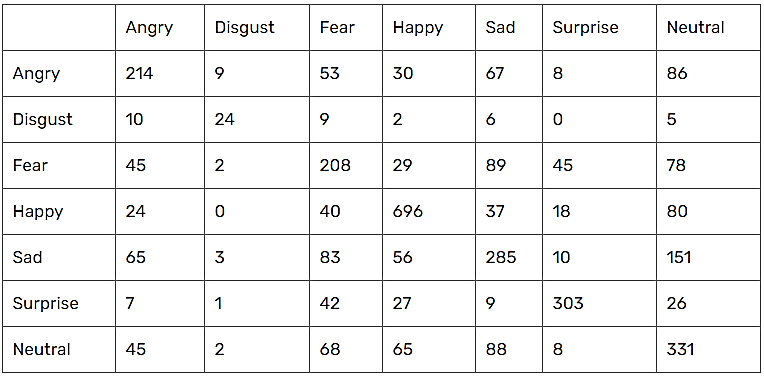 Angry Disgust Fear Happy Sad Surprise Neutral
Angry 214 9 53 30 67 8 86
Disgust 10 24 9 2 6 0 5
Fear 45 2 208 29 89 45 78
Happy 24 0 40 696 37 18 80
Sad 65 3 83 56 285 10 151
Surprise 7 1 42 27 9 303 26
Neutral 45 2 68 65 88 8 331